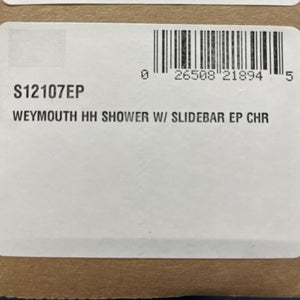 0 26508 21894 5
S12107EP
WEYMOUTH HH SHOWER W/ SLIDEBAR EP CHR